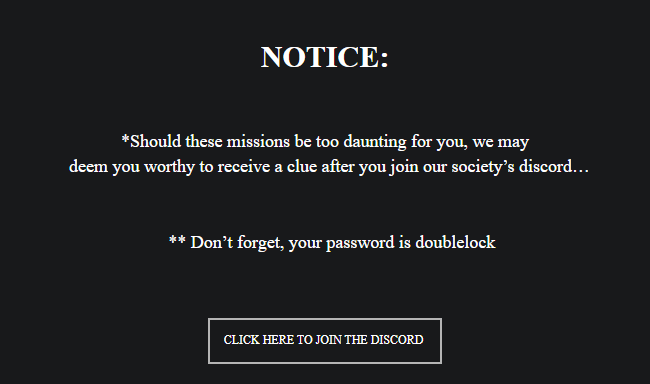 NOTICE:
*Should these missions be too daunting for you, we may
deem you worthy to receive a clue after you join our society’s discord…
** Don’t forget, your password is doublelock
CLICK HERE TO JOIN THE DISCORD